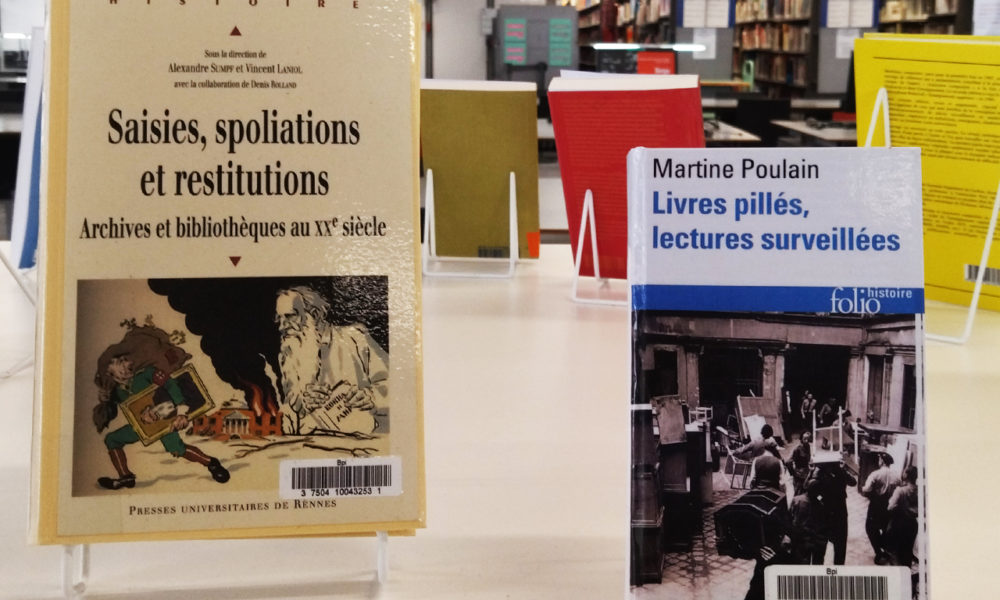 HISTOIRE
Sous la direction de
Alexandre SUMPF et Vincent LANIOL
avec la collaboration de Denis ROLLAND
Saisies, spoliations
et restitutions
Archives et bibliothèques au XXe siècle
Bpi
3 7504 10043253 1
PRESSES UNIVERSITAIRES DE RENNES
Martine Poulain
Livres pillés,
lectures surveillées
folio histoire
Bpi